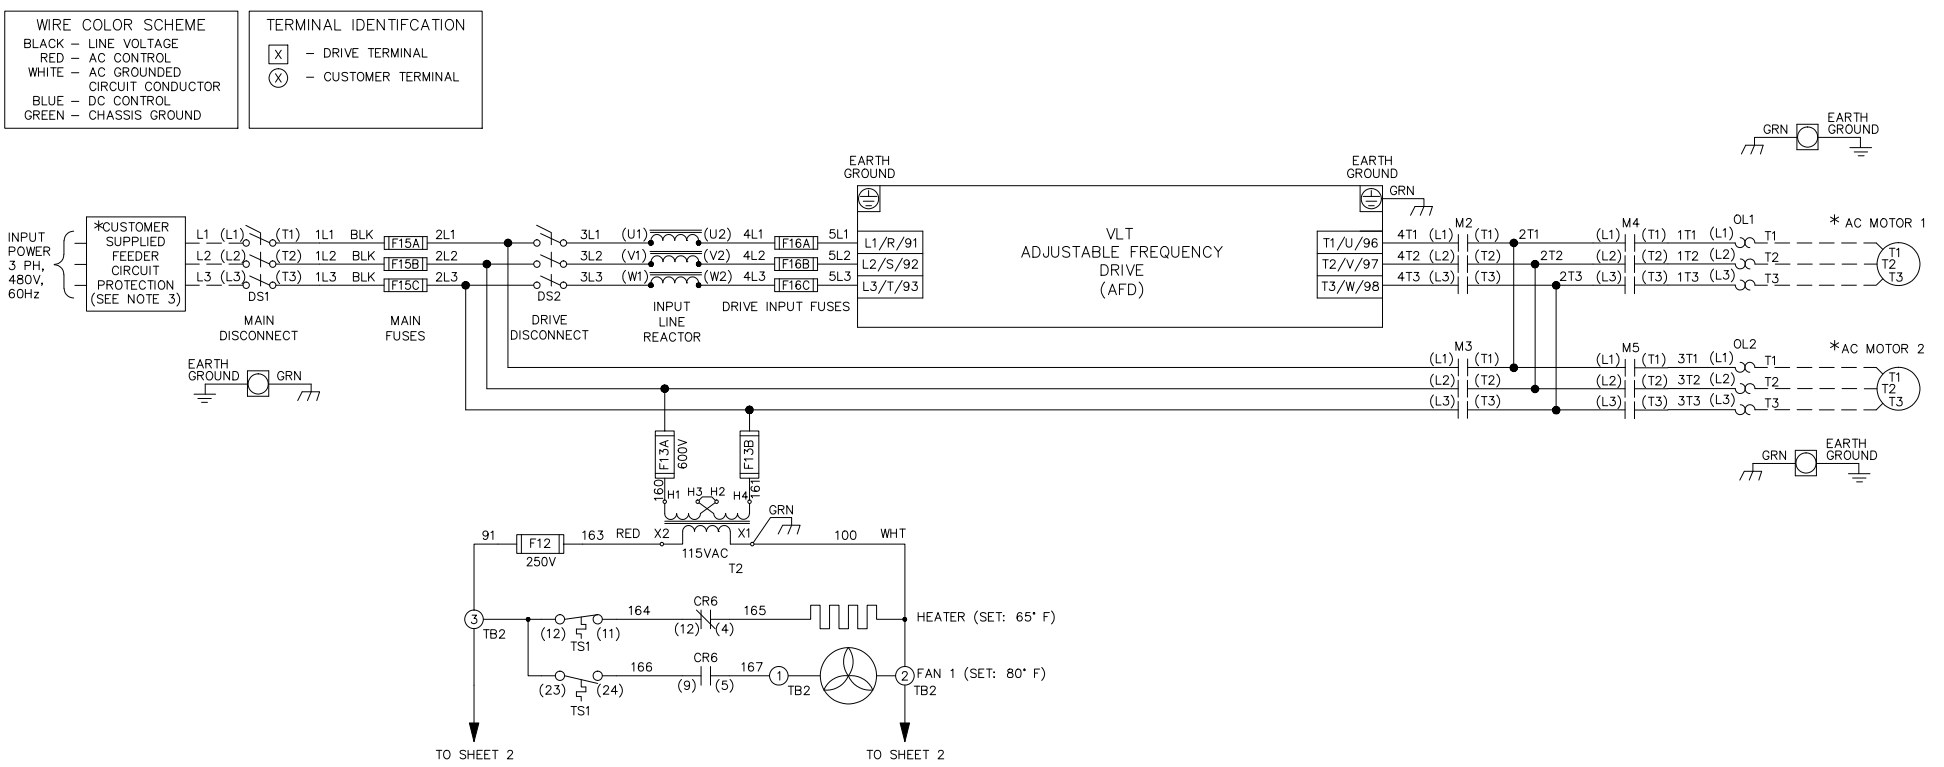 WIRE COLOR SCHEME
BLACK – LINE VOLTAGE
RED – AC CONTROL
WHITE – AC GROUNDED
CIRCUIT CONDUCTOR
BLUE – DC CONTROL
GREEN – CHASSIS GROUND
TERMINAL IDENTIFCATION
X – DRIVE TERMINAL
X – CUSTOMER TERMINAL
GRN
EARTH
GROUND
INPUT
POWER
3 PH,
480V,
60Hz
*CUSTOMER
SUPPLIED
FEEDER
CIRCUIT
PROTECTION
(SEE NOTE 3)
L1 (L1) (T1) 1L1 BLK F15A 2L1 3L1 (U1) (U2) 4L1 F16A 5L1
L2 (L2) (T2) 1L2 BLK F15B 2L2 3L2 (V1) (V2) 4L2 F16B 5L2
L3 (L3) (T3) 1L3 BLK F15C 2L3 3L3 (W1) (W2) 4L3 F16C 5L3
DS1
DS2
MAIN
DISCONNECT
MAIN
FUSES
DRIVE
DISCONNECT
INPUT
LINE
REACTOR
DRIVE INPUT FUSES
EARTH
GROUND
EARTH
GROUND
GRN
L1/R/91
L2/S/92
L3/T/93
VLT
ADJUSTABLE FREQUENCY
DRIVE
(AFD)
T1/U/96
T2/V/97
T3/W/98
M2
M4
OL1
4T1 (L1) (T1) 2T1 (L1) (T1) 1T1 (L1) T1
4T2 (L2) (T2) 2T2 (L2) (T2) 1T2 (L2) T2
4T3 (L3) (T3) 2T3 (L3) (T3) 1T3 (L3) T3
* AC MOTOR 1
T1
T2
T3
M3
M5
OL2
(L1) (T1) (L1) (T1) 3T1 (L1) T1
(L2) (T2) (L2) (T2) 3T2 (L2) T2
(L3) (T3) (L3) (T3) 3T3 (L3) T3
*AC MOTOR 2
T1
T2
T3
EARTH
GROUND
GRN
GRN
EARTH
GROUND
F13A
600V
F13B
160
161
H1 H3 H2 H4
GRN
91 F12 163 RED X2 X1 100 WHT
250V
115VAC
T2
3
TB2
(12) (11)
TS1
164
CR6
(12) (4)
165
HEATER (SET: 65° F)
(23) (24)
TS1
166
CR6
(9) (5)
167
1
TB2
2
TB2
FAN 1 (SET: 80° F)
TO SHEET 2
TO SHEET 2